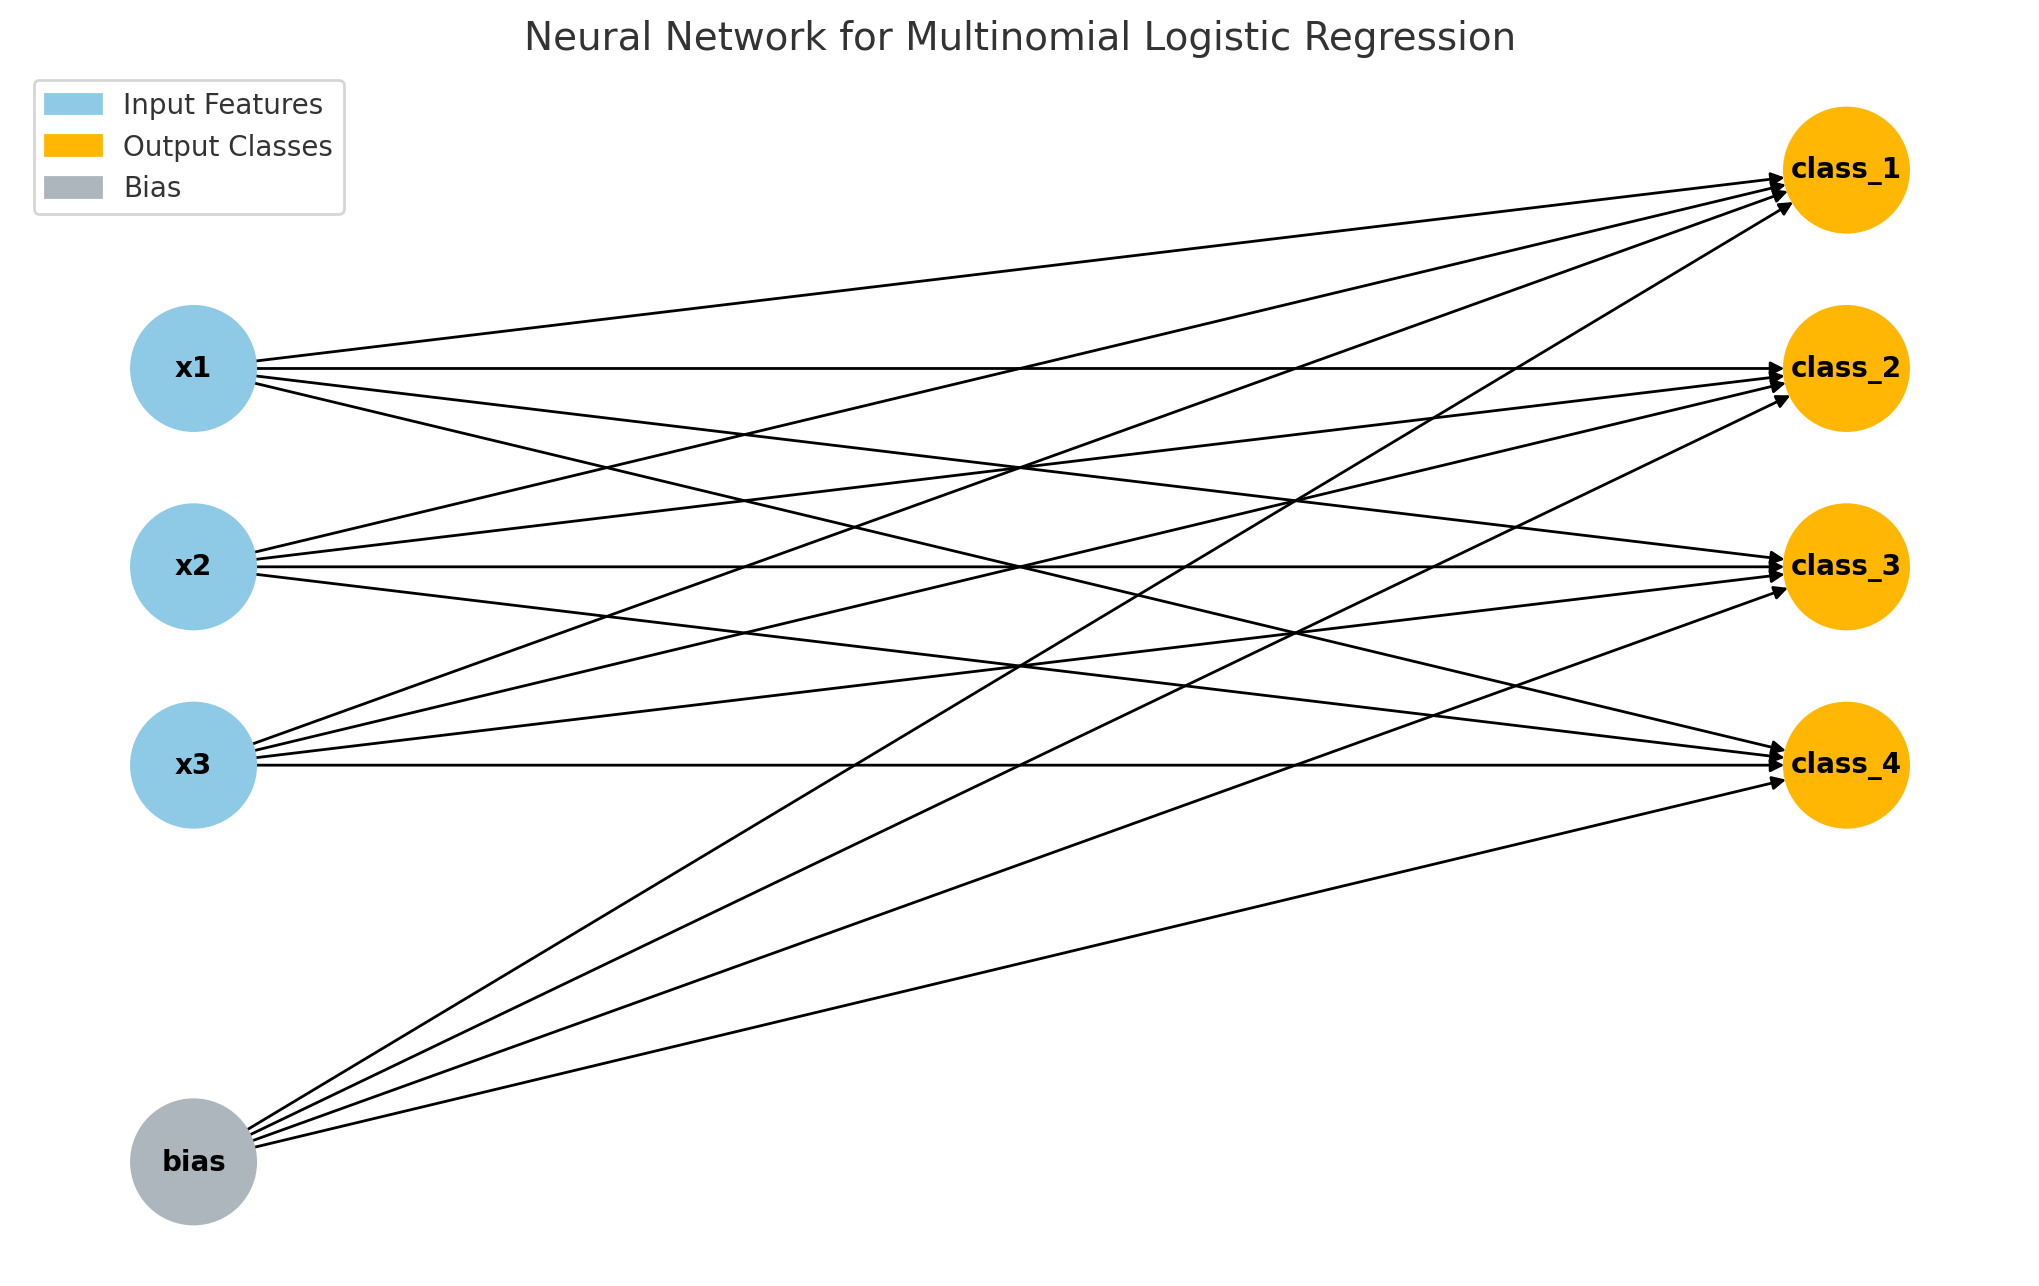 Neural Network for Multinomial Logistic Regression
Input Features
Output Classes
Bias
class_1
x1
class_2
x2
class_3
x3
class_4
bias